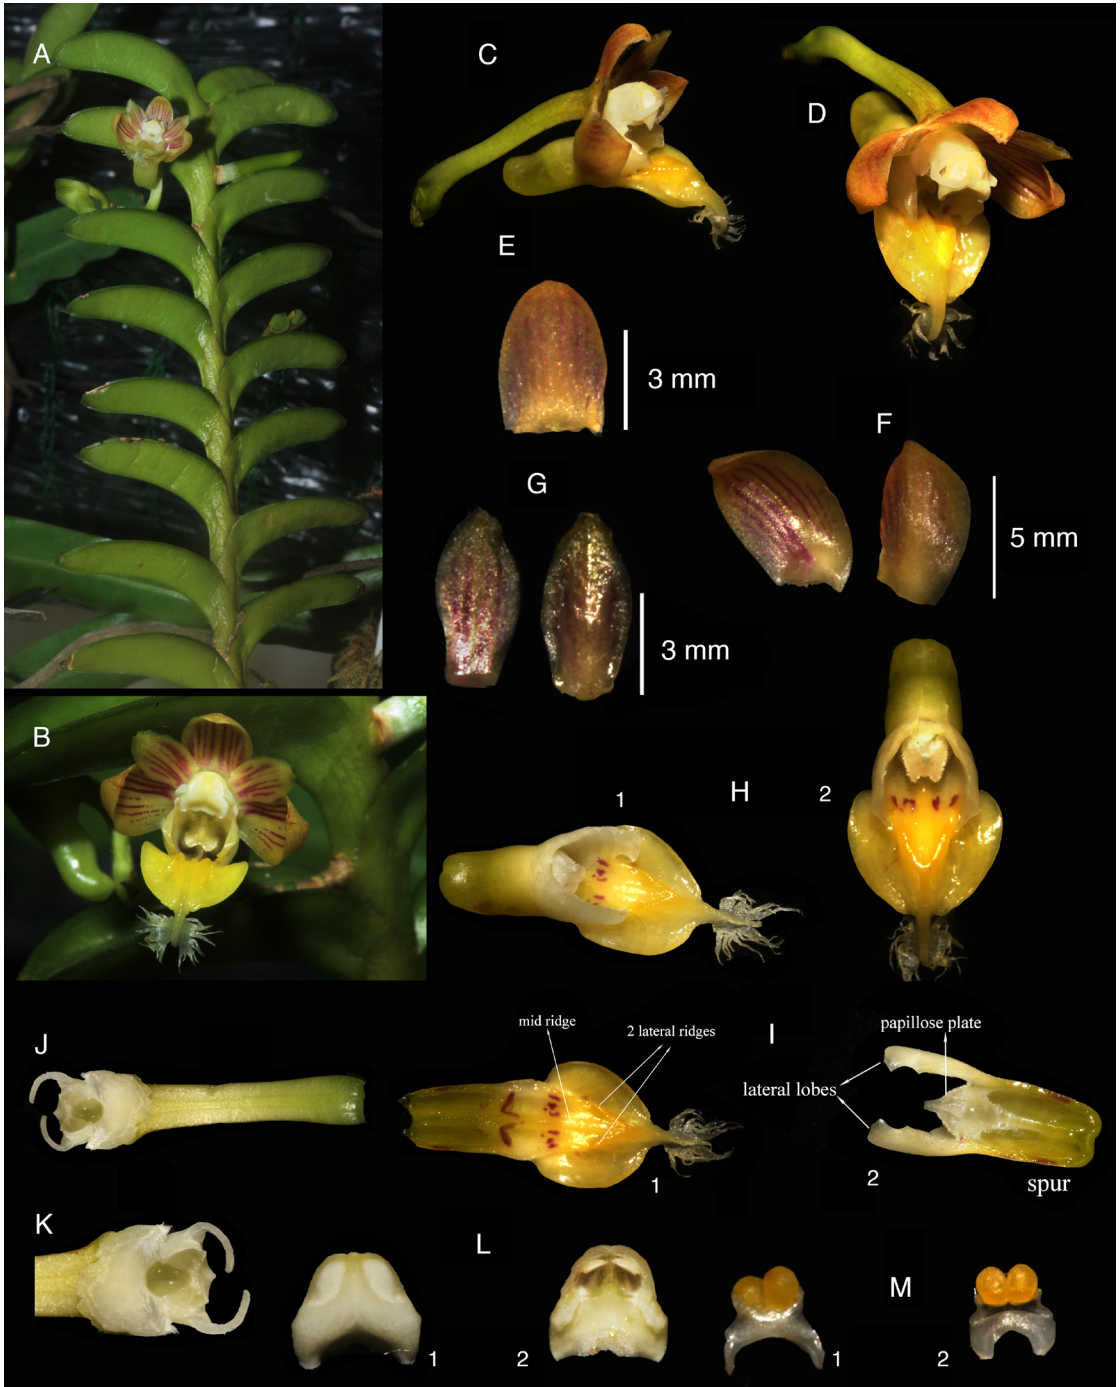 A
C
D
E
3 mm
F
G
5 mm
3 mm
B
1
H
2
mid ridge
2 lateral ridges
I
papillose plate
J
lateral lobes
1
2
spur
K
L
M
1
2
1
2